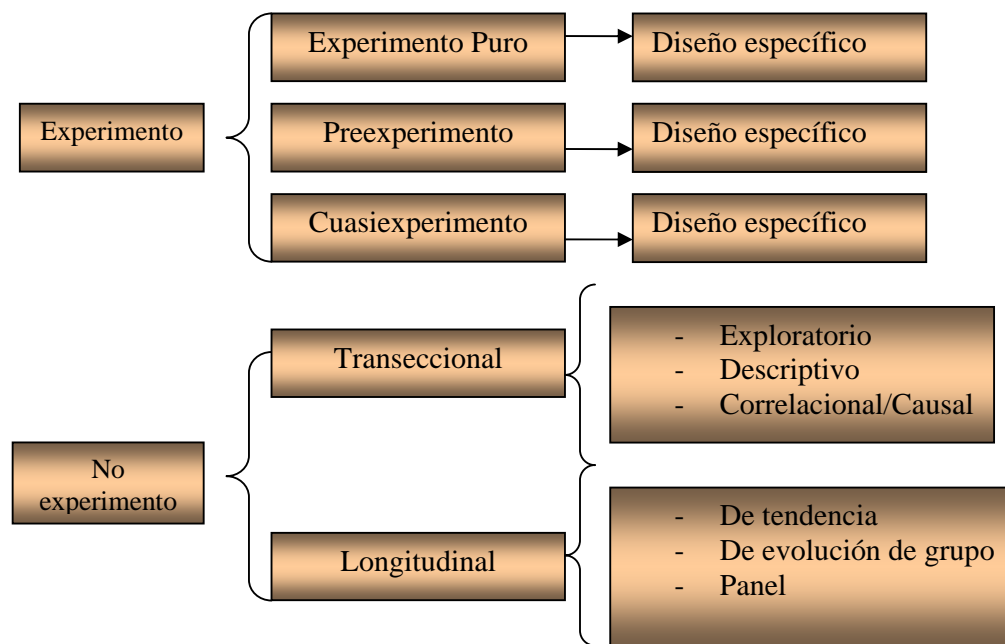 Experimento
Experimento Puro
Diseño específico
Preexperimento
Diseño específico
Cuasiexperimento
Diseño específico
No
experimento
Transeccional
- Exploratorio
- Descriptivo
- Correlacional/Causal
Longitudinal
- De tendencia
- De evolución de grupo
- Panel